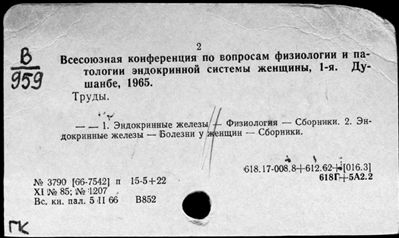 2
В
959
Всесоюзная конференция по вопросам физиологии и па-
тологии эндокринной системы женщины, 1-я. Ду-
шанбе, 1965.
Труды.
— — 1. Эндокринные железы — Физиология — Сборники. 2. Эн-
докринные железы — Болезни у женщин — Сборники.
618.17-008.8+612.62+[016.3]
№ 3790 [66-7542] п 15-5+22
618Г+5А2.2
XI № 85; № 1207
Вс. кн. пал. 5 II 66 В852
ГК